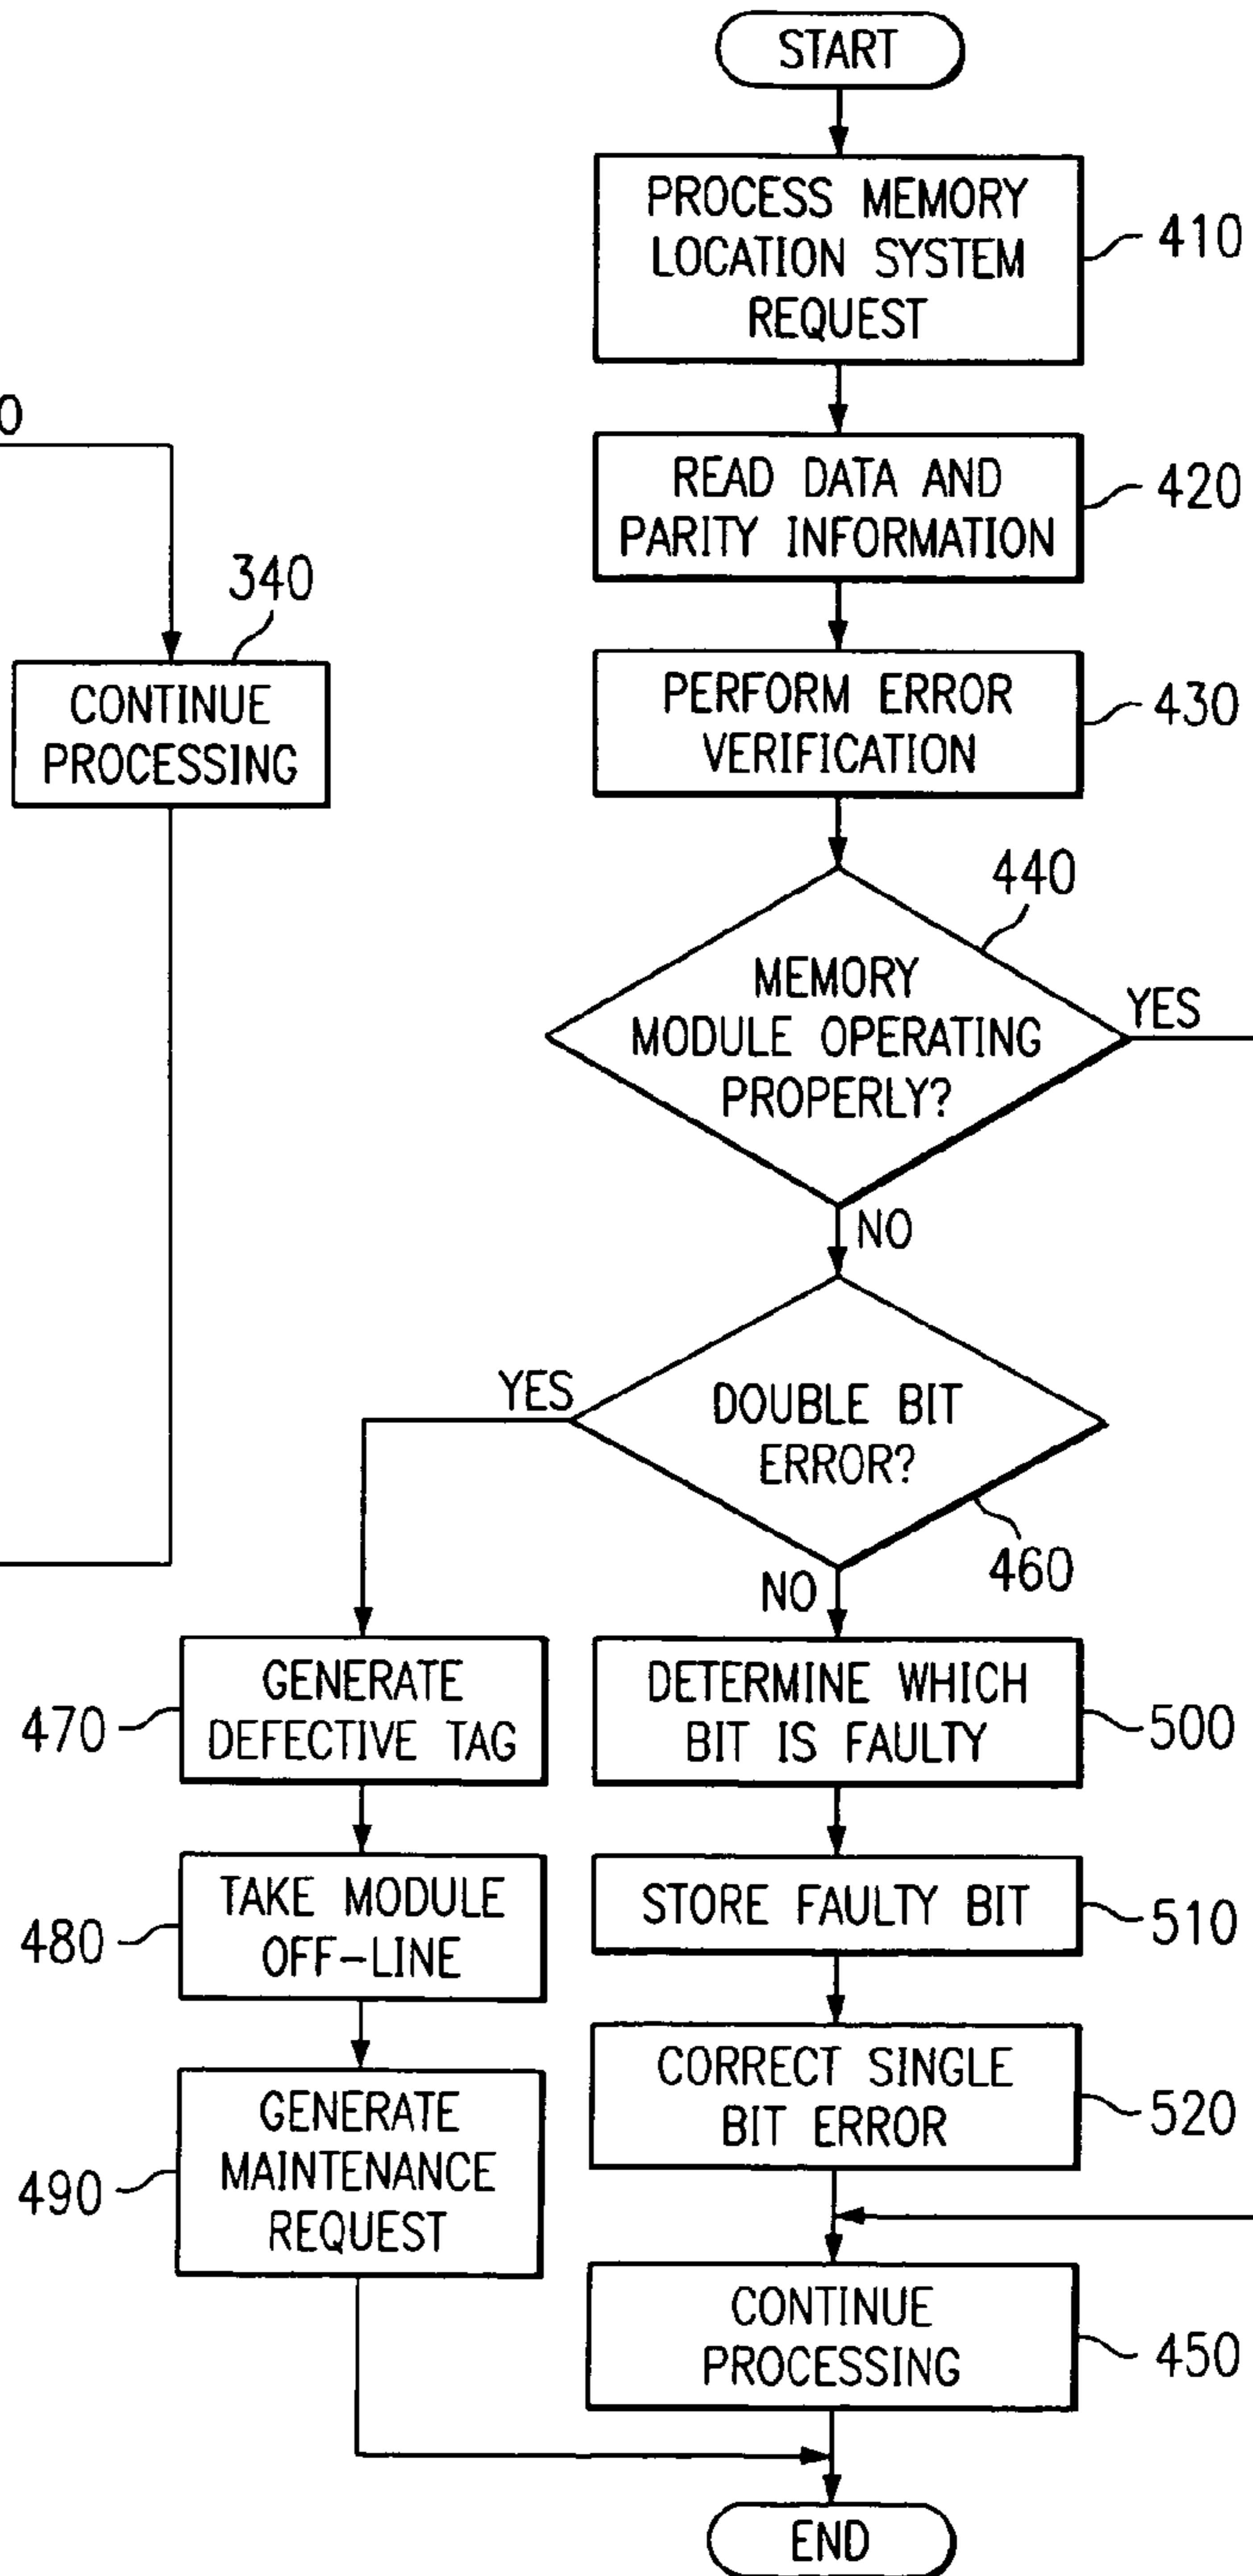 START
PROCESS MEMORY
LOCATION SYSTEM
REQUEST
410
READ DATA AND
PARITY INFORMATION
420
0
340
CONTINUE
PROCESSING
PERFORM ERROR
VERIFICATION
430
440
MEMORY
MODULE OPERATING
PROPERLY?
YES
NO
YES
DOUBLE BIT
ERROR?
460
NO
GENERATE
DEFECTIVE TAG
470
DETERMINE WHICH
BIT IS FAULTY
500
TAKE MODULE
OFF-LINE
480
STORE FAULTY BIT
510
CORRECT SINGLE
BIT ERROR
520
GENERATE
MAINTENANCE
REQUEST
490
CONTINUE
PROCESSING
450
END